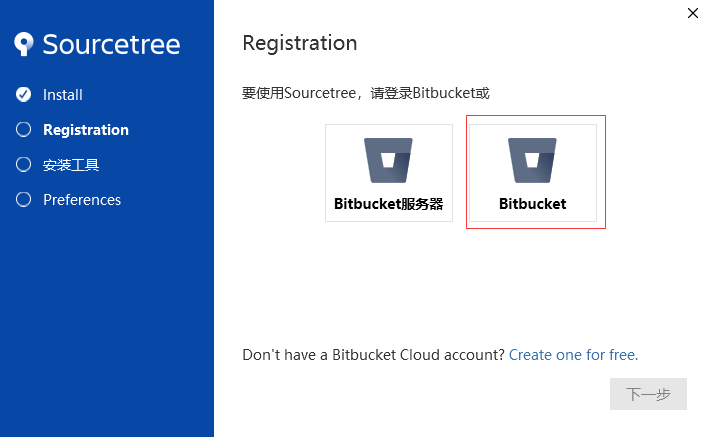 Sourcetree
Install
Registration
安装工具
Preferences
Registration
要使用Sourcetree，请登录Bitbucket或
Bitbucket服务器
Bitbucket
Don't have a Bitbucket Cloud account? Create one for free.
下一步